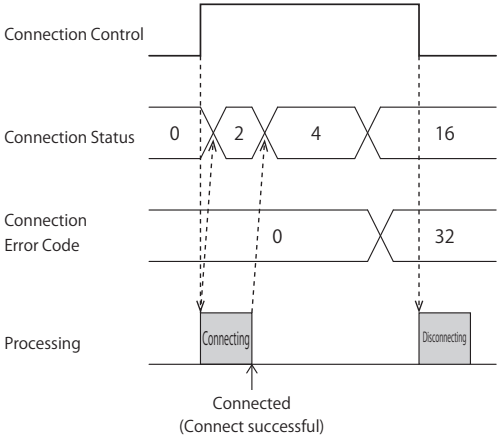 Connection Control
Connection Status
0
2
4
16
Connection
Error Code
0
32
Processing
Connecting
Disconnecting
Connected
(Connect successful)